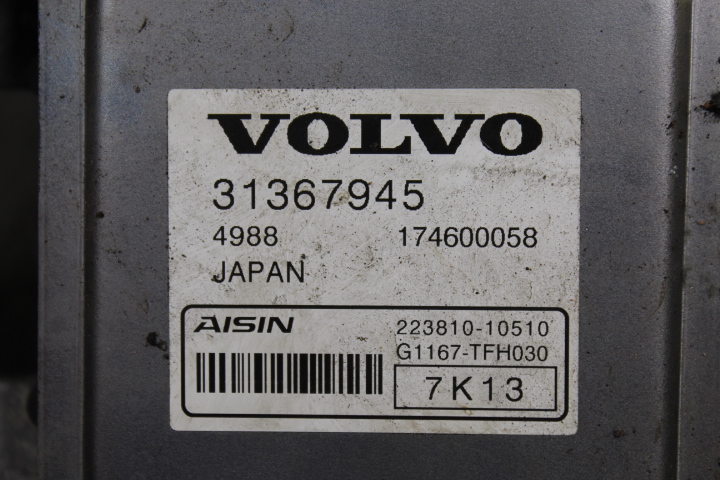 VOLVO
31367945
4988 174600058
JAPAN
AISIN 223810-10510
G1167-TFH030
7K13